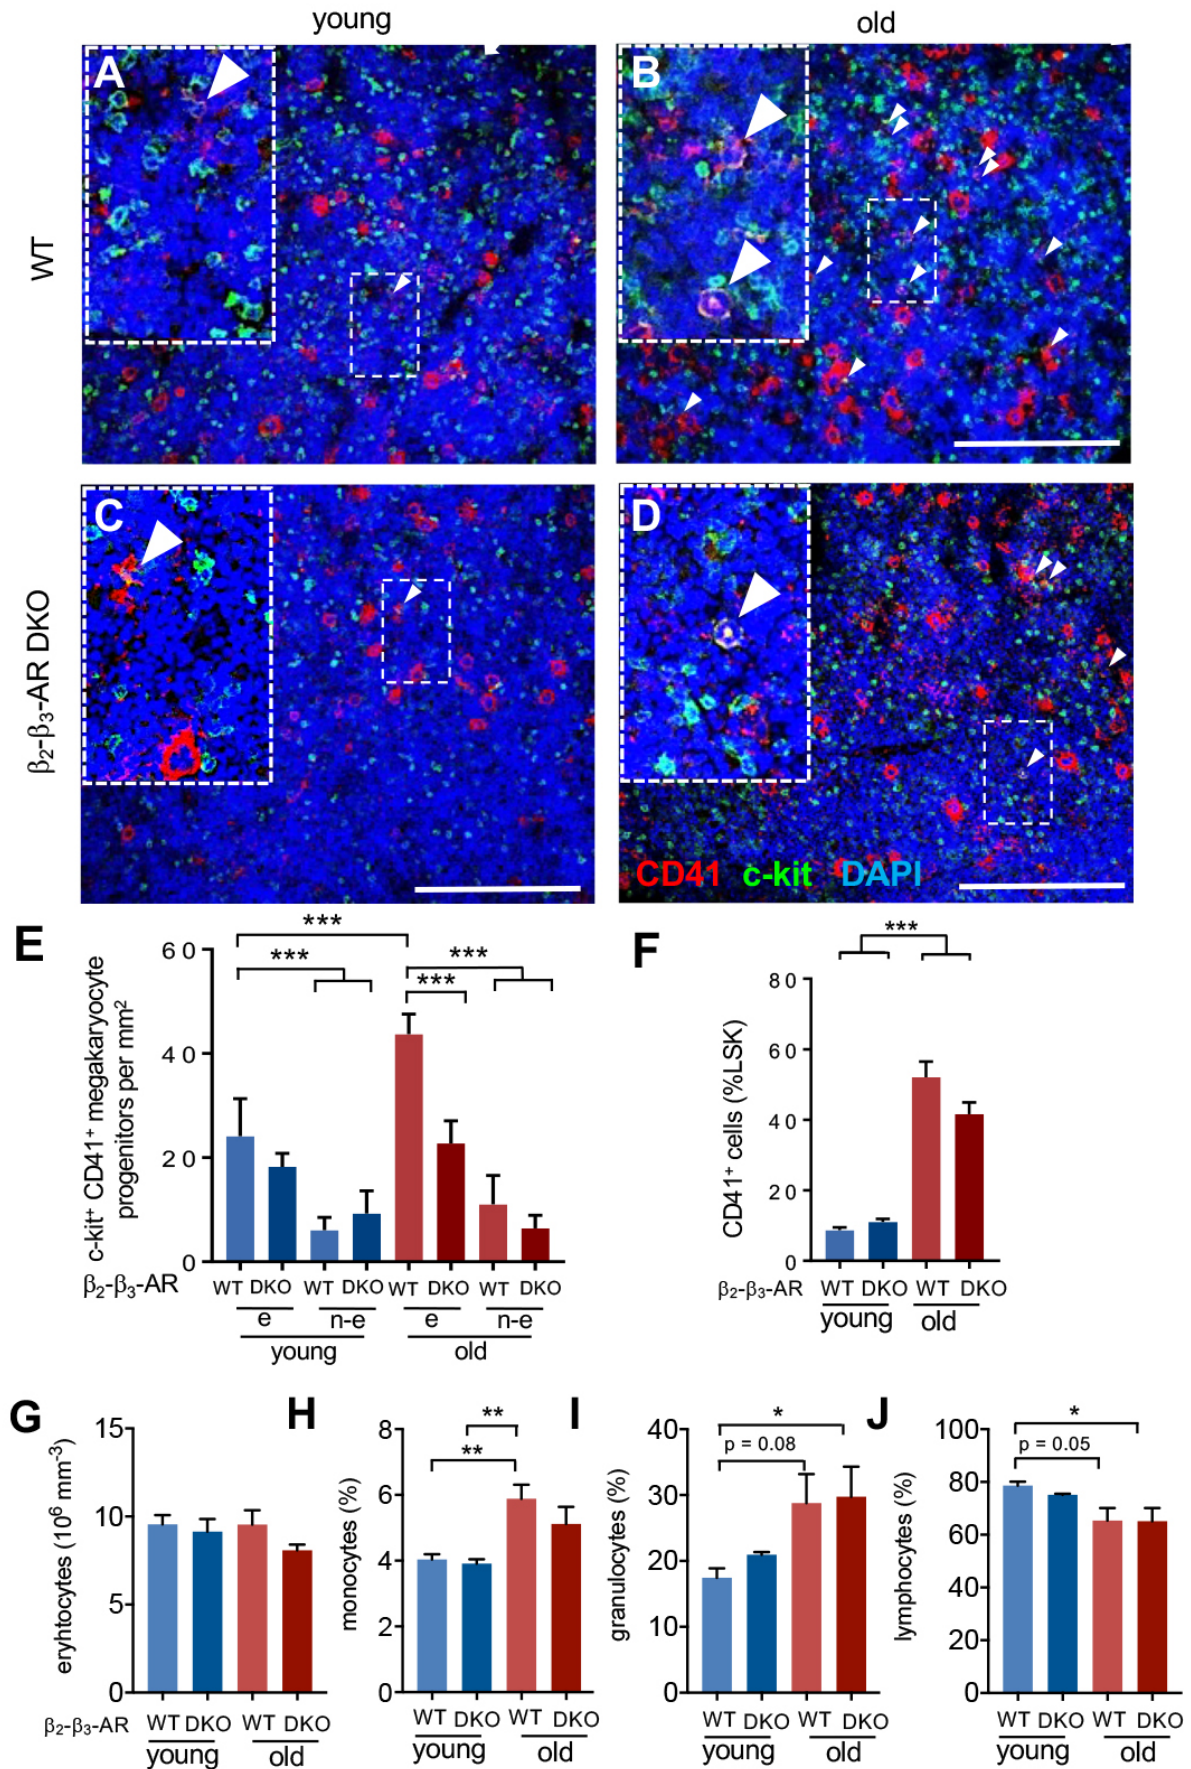 young old
A B
WT
C D
β₂-β₃-AR DKO
CD41 c-kit DAPI
E
c-kit⁺ CD41⁺ megakaryocyte
progenitors per mm²
60
40
20
0
***
***
***
***
β₂-β₃-AR WT DKO WT DKO WT DKO WT DKO
e n-e e n-e
young old
F
CD41⁺ cells (%LSK)
80
60
40
20
0
***
β₂-β₃-AR WT DKO WT DKO
young old
G
eryhtocytes (10⁶ mm⁻³)
15
10
5
0
β₂-β₃-AR WT DKO WT DKO
young old
H
monocytes (%)
8
6
4
2
0
**
**
WT DKO WT DKO
young old
I
granulocytes (%)
40
30
20
10
0
*
p = 0.08
WT DKO WT DKO
young old
J
lymphocytes (%)
100
80
60
40
20
0
*
p = 0.05
WT DKO WT DKO
young old